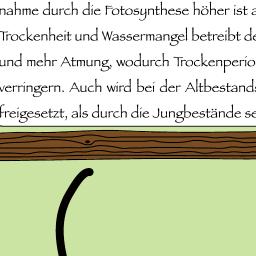 nahme durch die Fotosynthese höher ist a
Trockenheit und Wassermangel betreibt de
und mehr Atmung, wodurch Trockenperio
verringern. Auch wird bei der Altbestands
freigesetzt, als durch die Jungbestände se